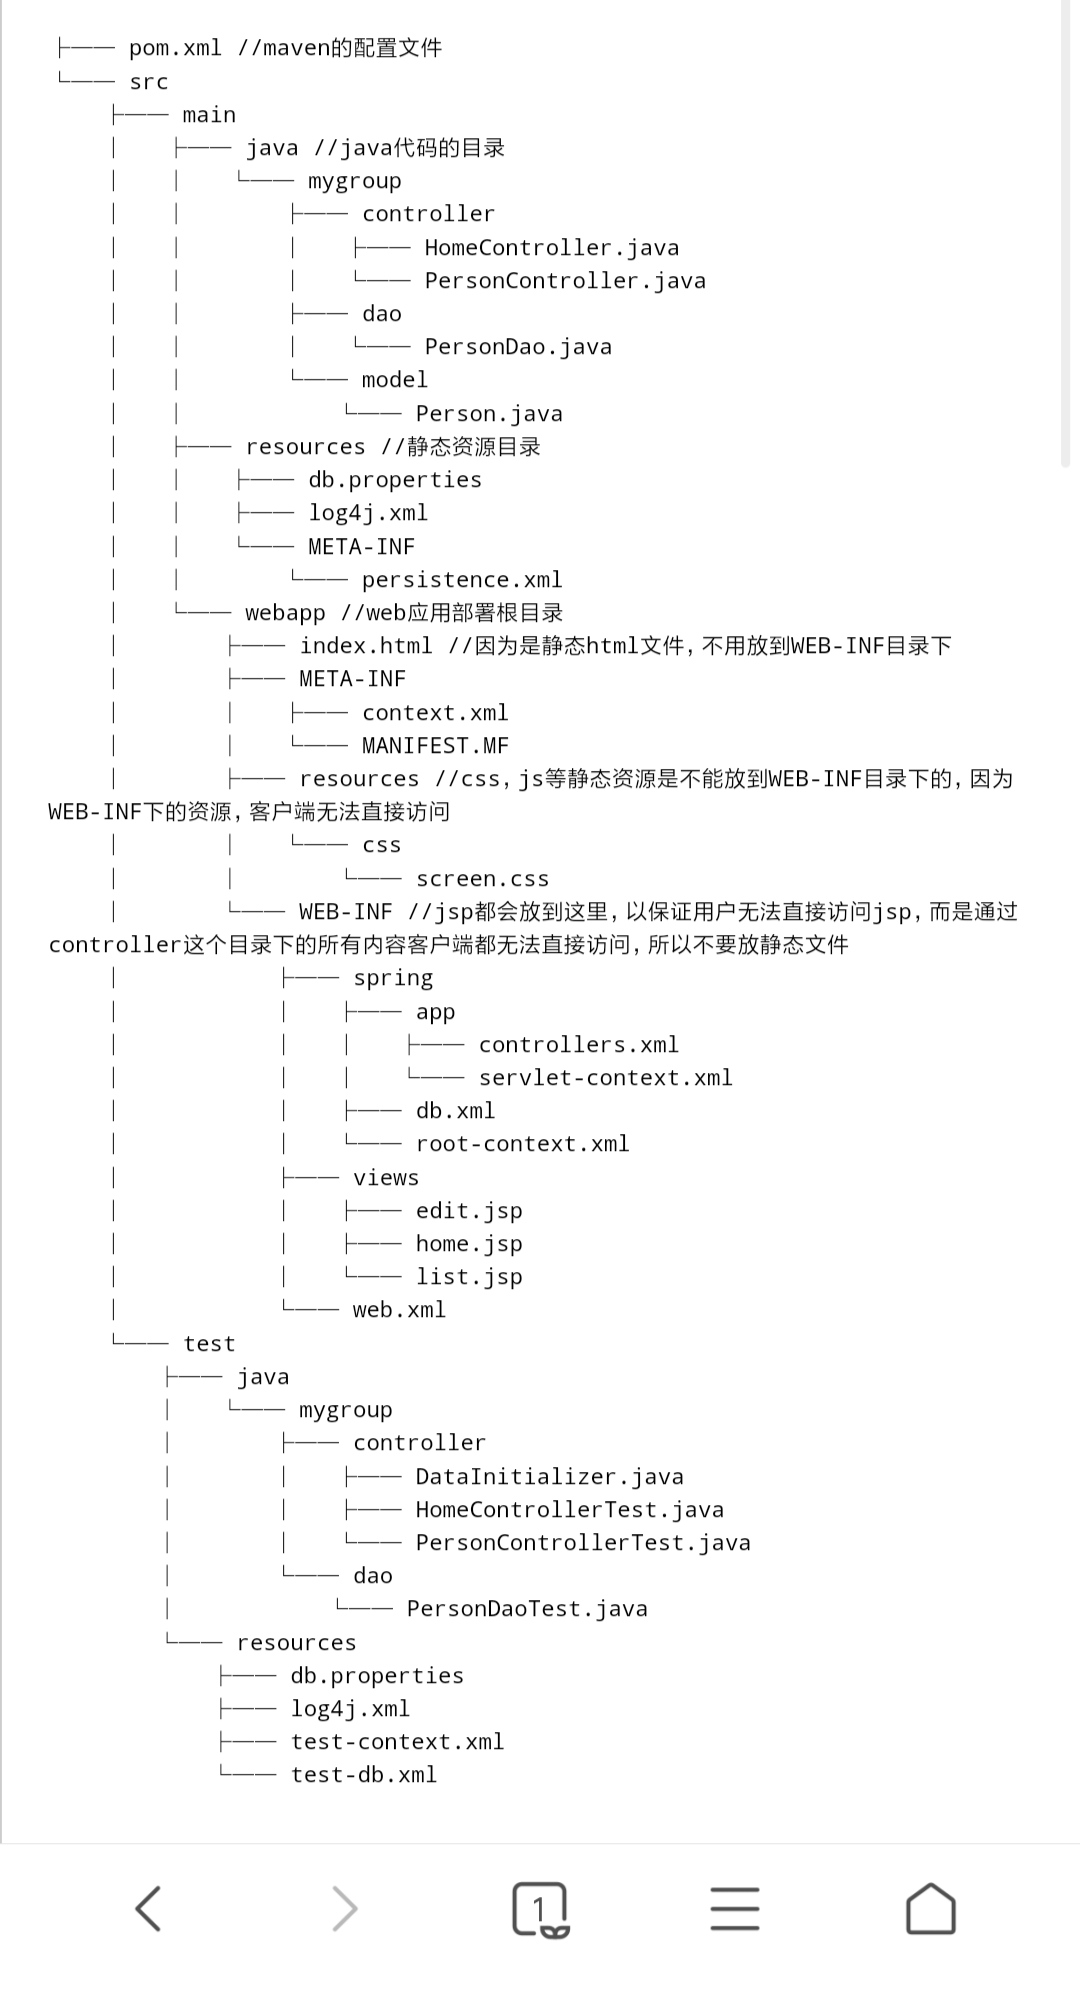 ├── pom.xml //maven的配置文件
└── src
    ├── main
    │   ├── java //java代码的目录
    │   │   └── mygroup
    │   │       ├── controller
    │   │       │   ├── HomeController.java
    │   │       │   └── PersonController.java
    │   │       ├── dao
    │   │       │   └── PersonDao.java
    │   │       └── model
    │   │           └── Person.java
    │   ├── resources //静态资源目录
    │   │   ├── db.properties
    │   │   ├── log4j.xml
    │   │   └── META-INF
    │   │       └── persistence.xml
    │   └── webapp //web应用部署根目录
    │       ├── index.html //因为是静态html文件,不用放到WEB-INF目录下
    │       ├── META-INF
    │       │   ├── context.xml
    │       │   └── MANIFEST.MF
    │       ├── resources //css,js等静态资源是不能放到WEB-INF目录下的,因为
WEB-INF下的资源,客户端无法直接访问
    │       │   └── css
    │       │       └── screen.css
    │       └── WEB-INF //jsp都会放到这里,以保证用户无法直接访问jsp,而是通过
controller这个目录下的所有内容客户端都无法直接访问,所以不要放静态文件
    │           ├── spring
    │           │   ├── app
    │           │   │   ├── controllers.xml
    │           │   │   └── servlet-context.xml
    │           │   ├── db.xml
    │           │   └── root-context.xml
    │           ├── views
    │           │   ├── edit.jsp
    │           │   ├── home.jsp
    │           │   └── list.jsp
    │           └── web.xml
    └── test
        ├── java
        │   └── mygroup
        │       ├── controller
        │       │   ├── DataInitializer.java
        │       │   ├── HomeControllerTest.java
        │       │   └── PersonControllerTest.java
        │       └── dao
        │           └── PersonDaoTest.java
        └── resources
            ├── db.properties
            ├── log4j.xml
            ├── test-context.xml
            └── test-db.xml
1